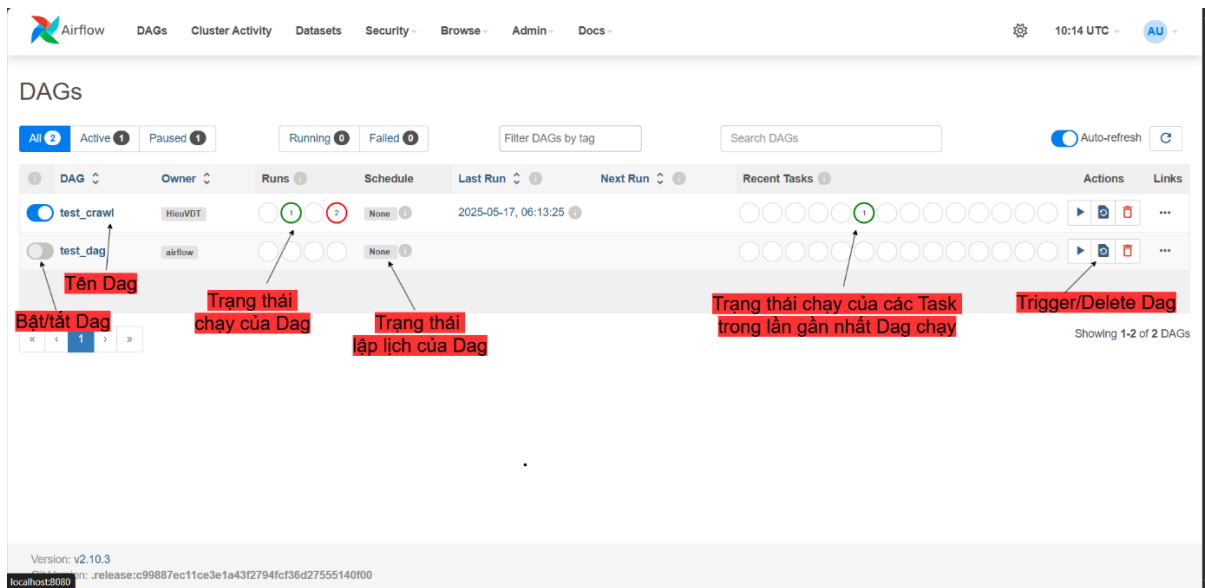 Airflow DAGs Cluster Activity Datasets Security Browse Admin Docs 10:14 UTC AU
DAGs
All 2 Active 1 Paused 1 Running 0 Failed 0 Filter DAGs by tag Search DAGs Auto-refresh
DAG Owner Runs Schedule Last Run Next Run Recent Tasks Actions Links
test_crawl HieuVDT 1 2 None 2025-05-17, 06:13:25 1
test_dag airflow None
Tên Dag
Bật/tắt Dag
Trạng thái
chạy của Dag
Trạng thái
lập lịch của Dag
Trạng thái chạy của các Task
trong lần gần nhất Dag chạy
Trigger/Delete Dag
« ‹ 1 › »
Showing 1-2 of 2 DAGs
Version: v2.10.3
.release:c99887ec11ce3e1a43f2794fcf36d27555140f00
localhost:8080